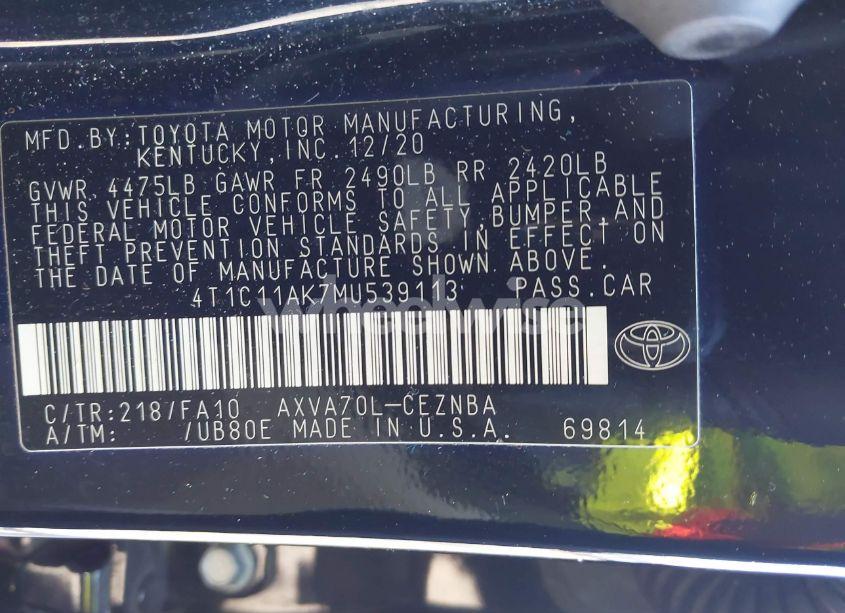 MFD.BY:TOYOTA MOTOR MANUFACTURING,
KENTUCKY,INC.12/20
GVWR 4475LB GAWR FR 2490LB RR 2420LB
THIS VEHICLE CONFORMS TO ALL APPLICABLE
FEDERAL MOTOR VEHICLE SAFETY,BUMPER,AND
THEFT PREVENTION STANDARDS IN EFFECT ON
THE DATE OF MANUFACTURE SHOWN ABOVE.
4T1C11AK7MU539113 PASS.CAR
wheelwise
C/TR:218/FA10 AXVA70L-CEZNBA
A/TM: /UB80E MADE IN U.S.A. 69814